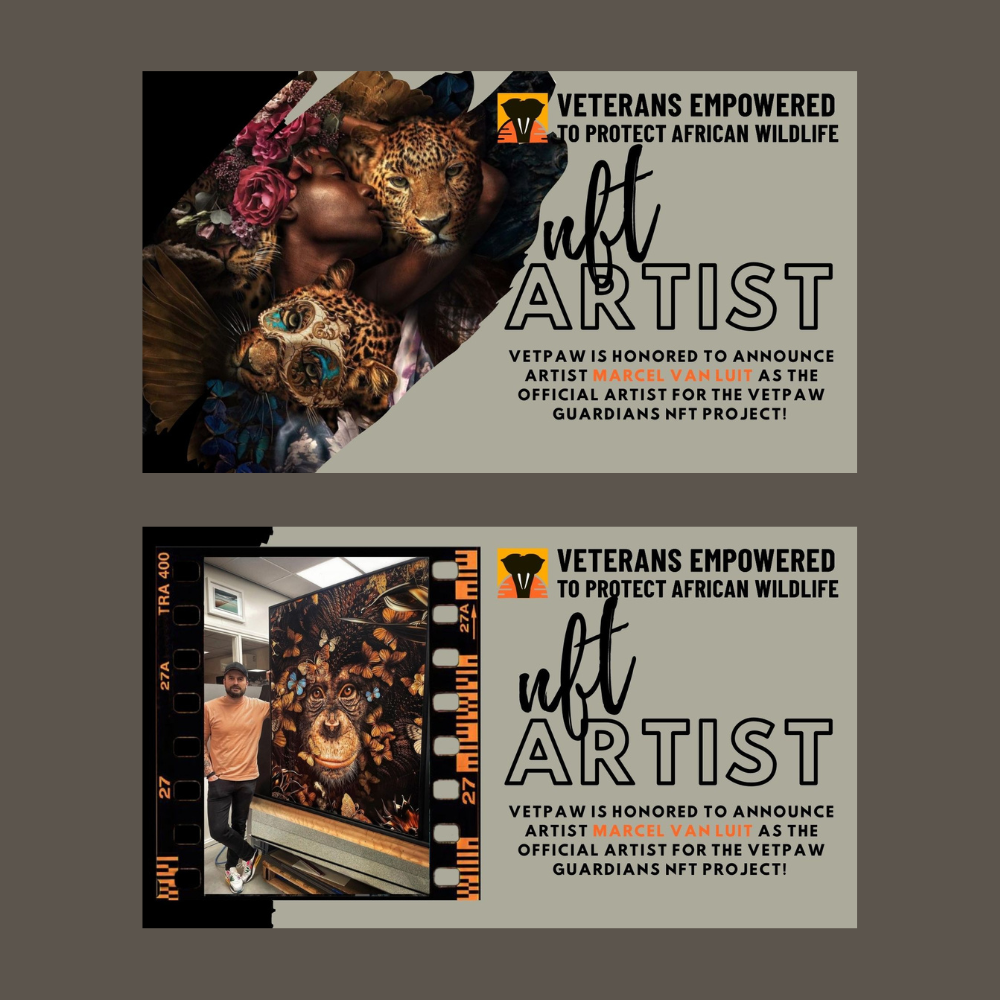 VETERANS EMPOWERED
TO PROTECT AFRICAN WILDLIFE
nft
ARTIST
VETPAW IS HONORED TO ANNOUNCE
ARTIST MARCEL VAN LUIT AS THE
OFFICIAL ARTIST FOR THE VETPAW
GUARDIANS NFT PROJECT!
TRA 400
27A
27
27A
27
VETERANS EMPOWERED
TO PROTECT AFRICAN WILDLIFE
nft
ARTIST
VETPAW IS HONORED TO ANNOUNCE
ARTIST MARCEL VAN LUIT AS THE
OFFICIAL ARTIST FOR THE VETPAW
GUARDIANS NFT PROJECT!